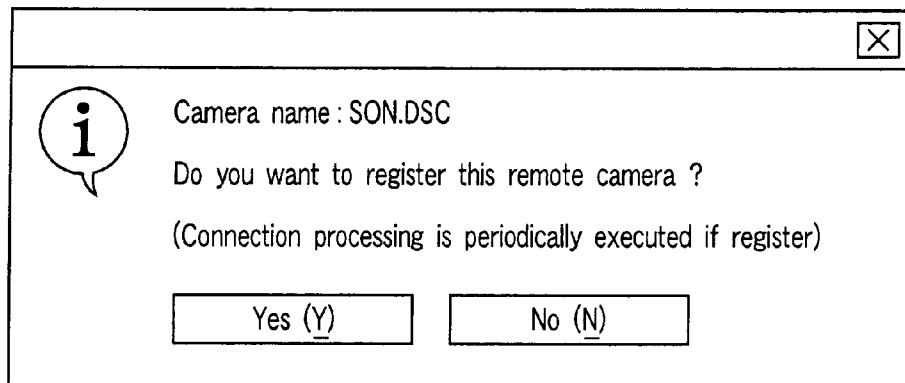 Camera name : SON.DSC
Do you want to register this remote camera ?
(Connection processing is periodically executed if register)
Yes (Y)
No (N)